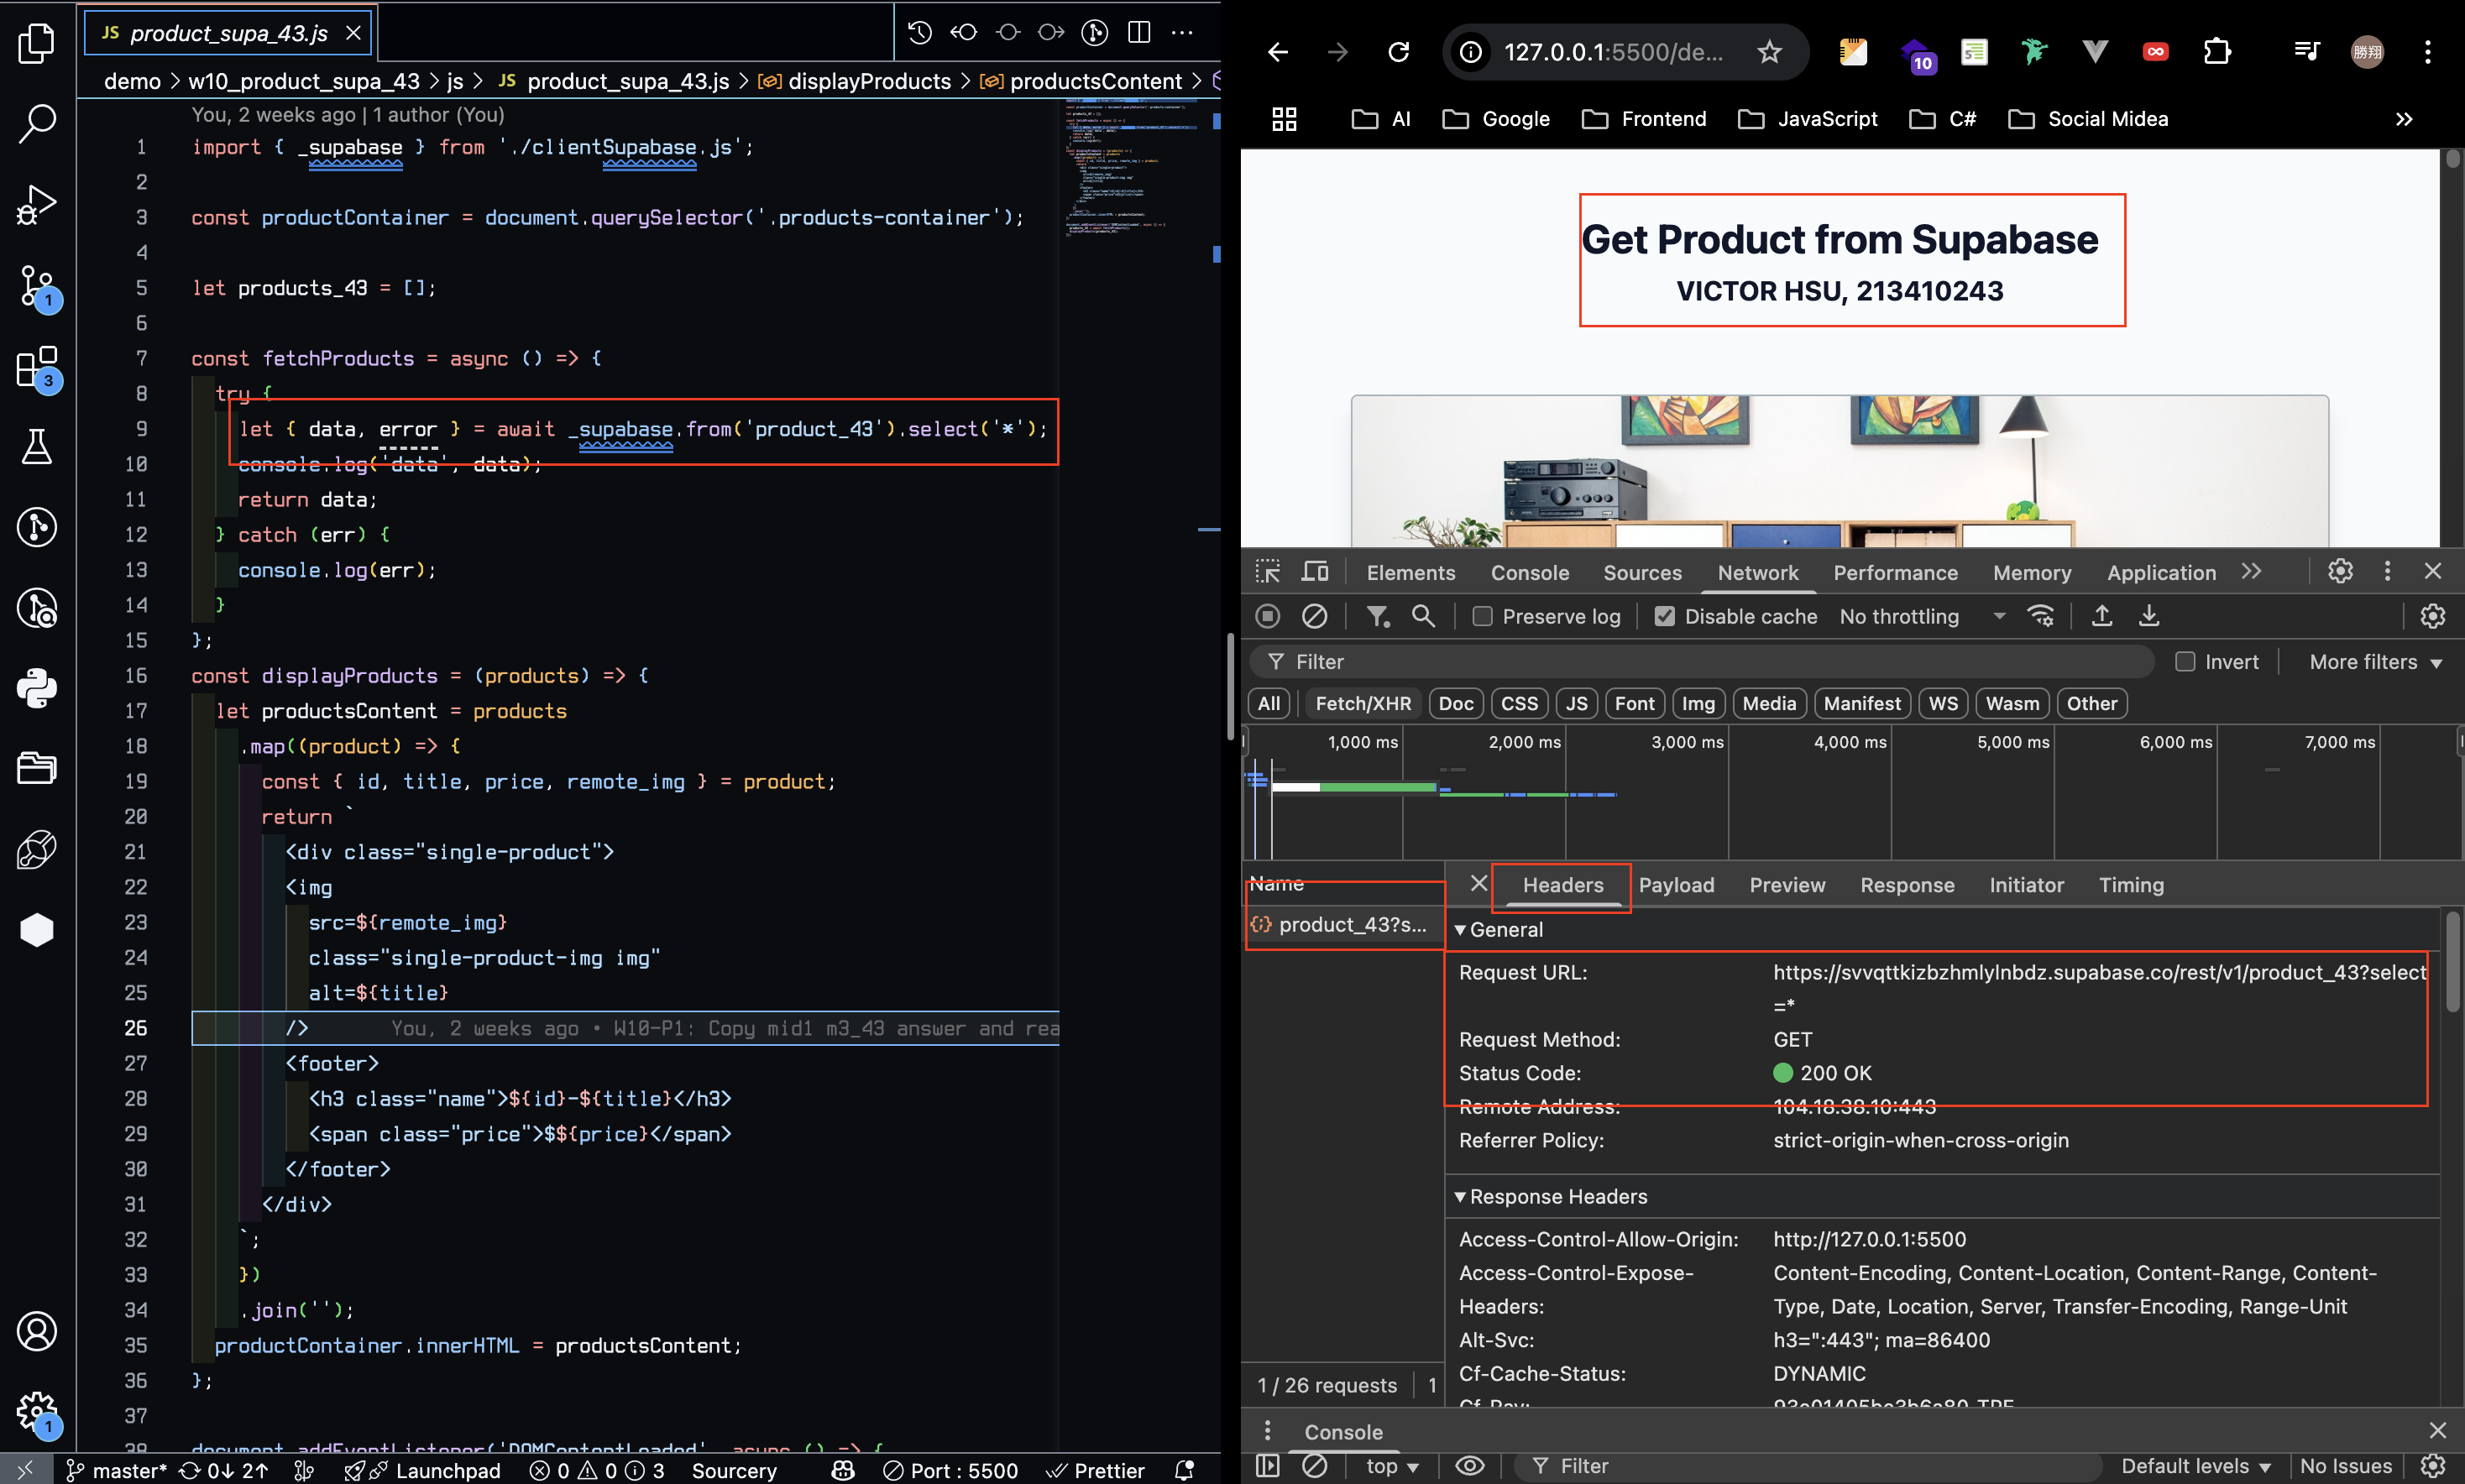 JS product_supa_43.js
demo > w10_product_supa_43 > js > JS product_supa_43.js > displayProducts > productsContent >
You, 2 weeks ago | 1 author (You)
1 import { _supabase } from './clientSupabase.js';
2
3 const productContainer = document.querySelector('.products-container');
4
5 let products_43 = [];
6
7 const fetchProducts = async () => {
8 try {
9 let { data, error } = await _supabase.from('product_43').select('*');
10 console.log('data', data);
11 return data;
12 } catch (err) {
13 console.log(err);
14 }
15 };
16 const displayProducts = (products) => {
17 let productsContent = products
18 .map((product) => {
19 const { id, title, price, remote_img } = product;
20 return `
21 <div class="single-product">
22 <img
23 src=${remote_img}
24 class="single-product-img img"
25 alt=${title}
26 /> You, 2 weeks ago • W10-P1: Copy mid1 m3_43 answer and rea
27 <footer>
28 <h3 class="name">${id}-${title}</h3>
29 <span class="price">$${price}</span>
30 </footer>
31 </div>
32 `;
33 })
34 .join('');
35 productContainer.innerHTML = productsContent;
36 };
37
38 document.addEventListener('DOMContentLoaded', async () => {
1
3
1
master* 0↓ 2↑ Launchpad 0 0 3 Sourcery Port : 5500 Prettier
127.0.0.1:5500/de...
10
勝翔
AI Google Frontend JavaScript C# Social Midea
Get Product from Supabase
VICTOR HSU, 213410243
Elements Console Sources Network Performance Memory Application
Preserve log Disable cache No throttling
Filter Invert More filters
All Fetch/XHR Doc CSS JS Font Img Media Manifest WS Wasm Other
1,000 ms 2,000 ms 3,000 ms 4,000 ms 5,000 ms 6,000 ms 7,000 ms
Name
product_43?s...
Headers Payload Preview Response Initiator Timing
General
Request URL: https://svvqttkizbzhmlylnbdz.supabase.co/rest/v1/product_43?select
=*
Request Method: GET
Status Code: 200 OK
Remote Address: 104.18.38.10:443
Referrer Policy: strict-origin-when-cross-origin
Response Headers
Access-Control-Allow-Origin: http://127.0.0.1:5500
Access-Control-Expose- Content-Encoding, Content-Location, Content-Range, Content-
Headers: Type, Date, Location, Server, Transfer-Encoding, Range-Unit
Alt-Svc: h3=":443"; ma=86400
Cf-Cache-Status: DYNAMIC
Cf-Ray:
1 / 26 requests 1
Console
top Filter Default levels No Issues